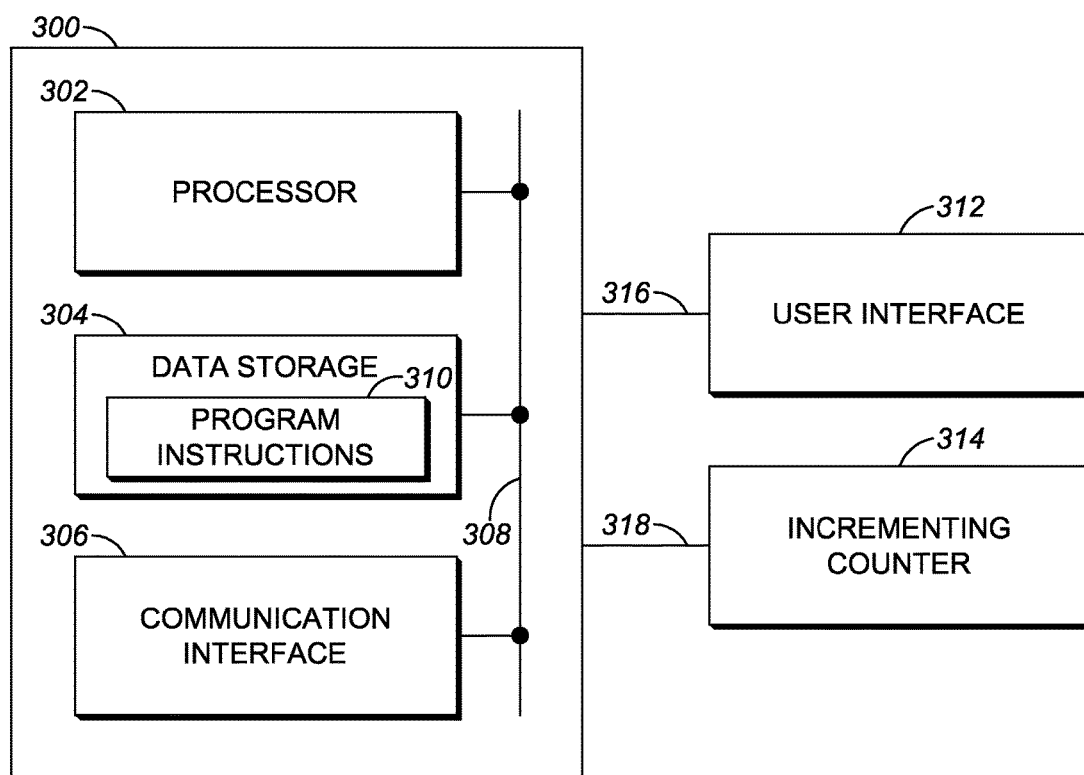 300
302
PROCESSOR
304
DATA STORAGE
310
PROGRAM
INSTRUCTIONS
306
COMMUNICATION
INTERFACE
308
312
316
USER INTERFACE
314
318
INCREMENTING
COUNTER